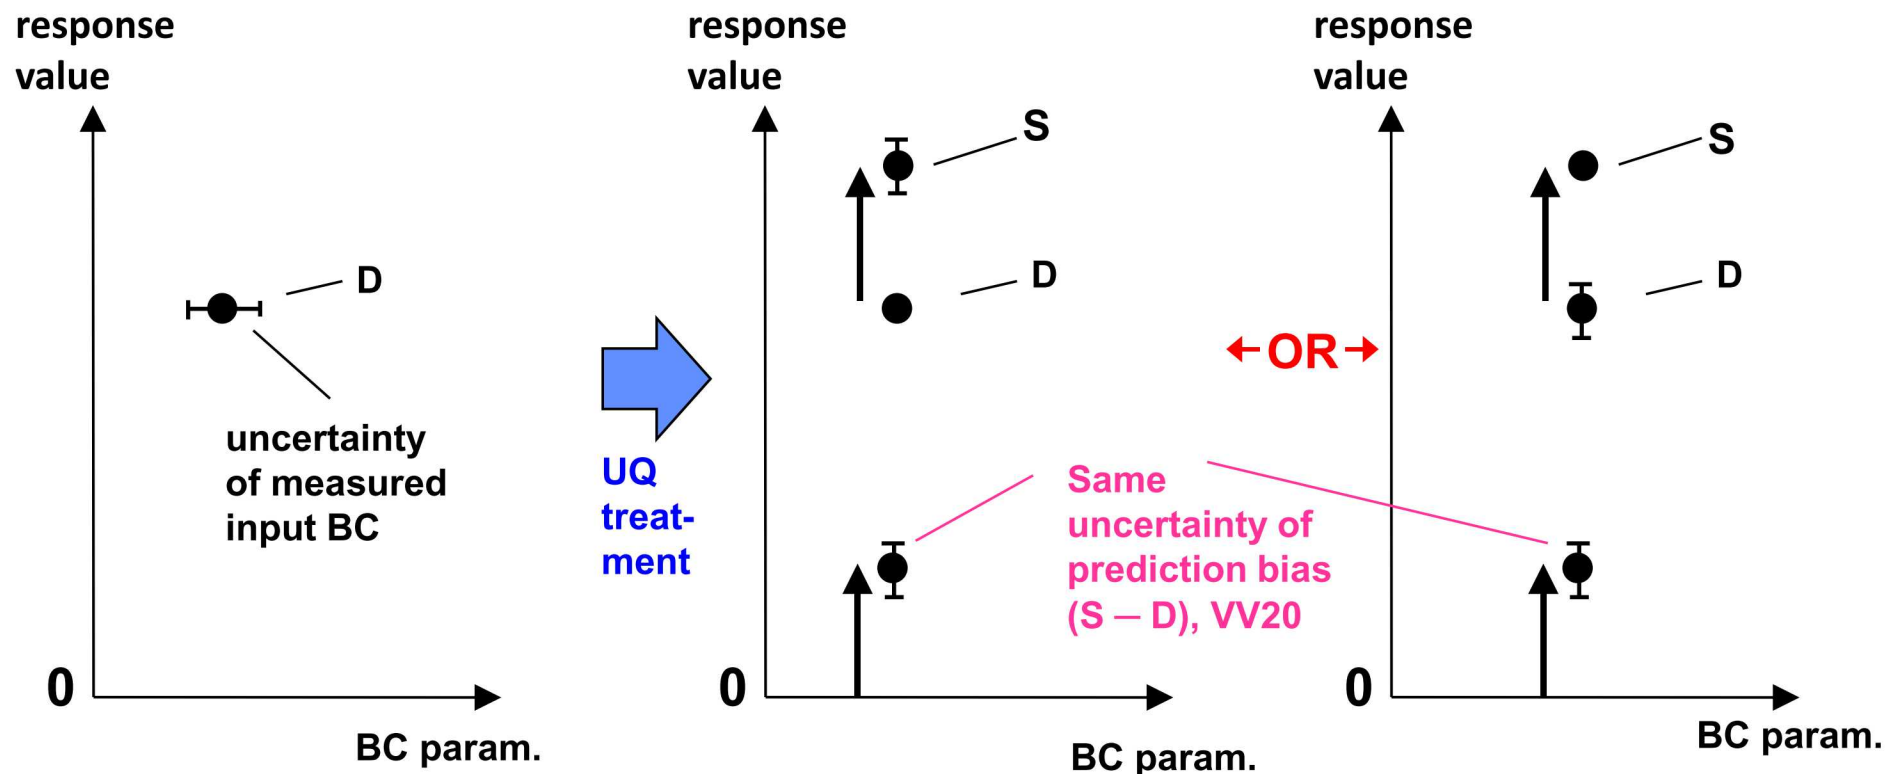 response
value
D
uncertainty
of measured
input BC
0
BC param.
UQ
treat-
ment
response
value
S
D
Same
uncertainty of
prediction bias
(S – D), VV20
0
BC param.
OR
response
value
S
D
0
BC param.